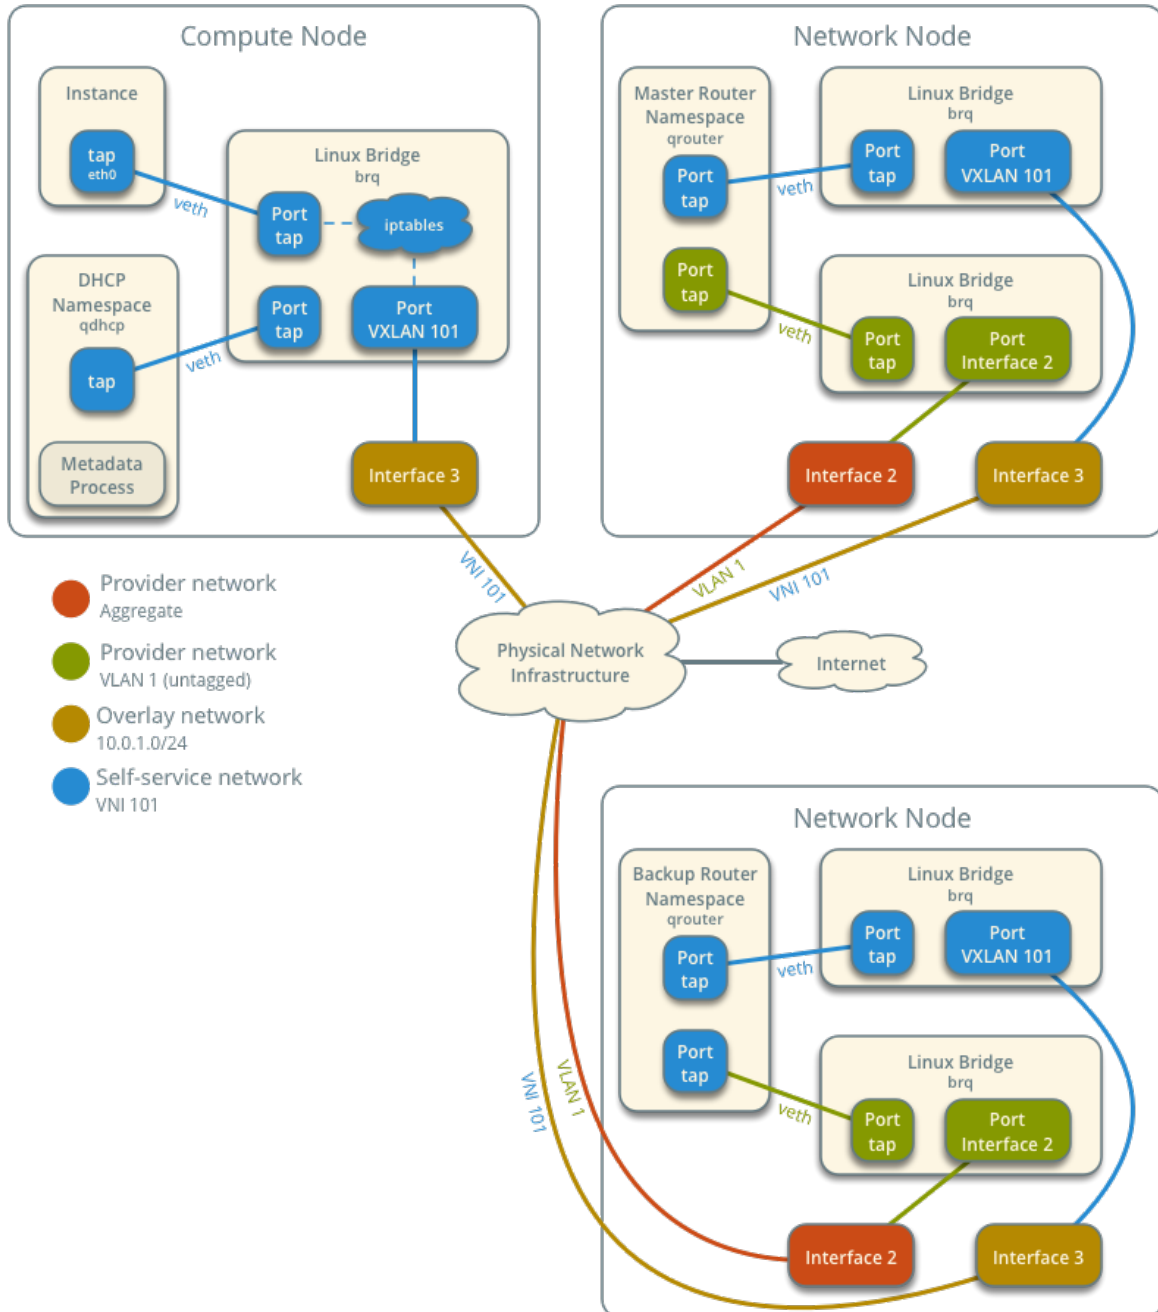 Compute Node
Instance
tap
eth0
veth
Linux Bridge
brq
Port
tap
iptables
DHCP
Namespace
qdhcp
tap
veth
Port
tap
Port
VXLAN 101
Metadata
Process
Interface 3
VNI 101
Network Node
Master Router
Namespace
qrouter
Port
tap
veth
Linux Bridge
brq
Port
tap
Port
VXLAN 101
Port
tap
veth
Linux Bridge
brq
Port
tap
Port
Interface 2
Interface 2
Interface 3
VLAN 1
VNI 101
Provider network
Aggregate
Provider network
VLAN 1 (untagged)
Overlay network
10.0.1.0/24
Self-service network
VNI 101
Physical Network
Infrastructure
Internet
VNI 101
VLAN 1
Network Node
Backup Router
Namespace
qrouter
Port
tap
veth
Linux Bridge
brq
Port
tap
Port
VXLAN 101
Port
tap
veth
Linux Bridge
brq
Port
tap
Port
Interface 2
Interface 2
Interface 3